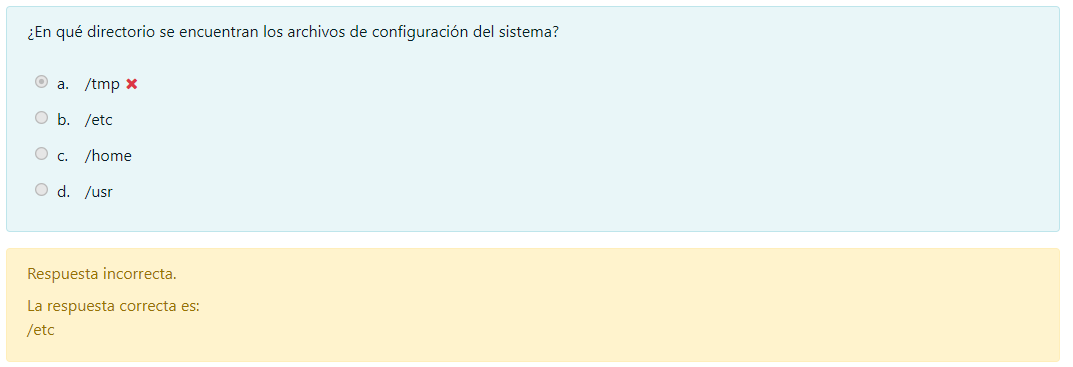 ¿En qué directorio se encuentran los archivos de configuración del sistema?
a. /tmp
b. /etc
c. /home
d. /usr
Respuesta incorrecta.
La respuesta correcta es:
/etc